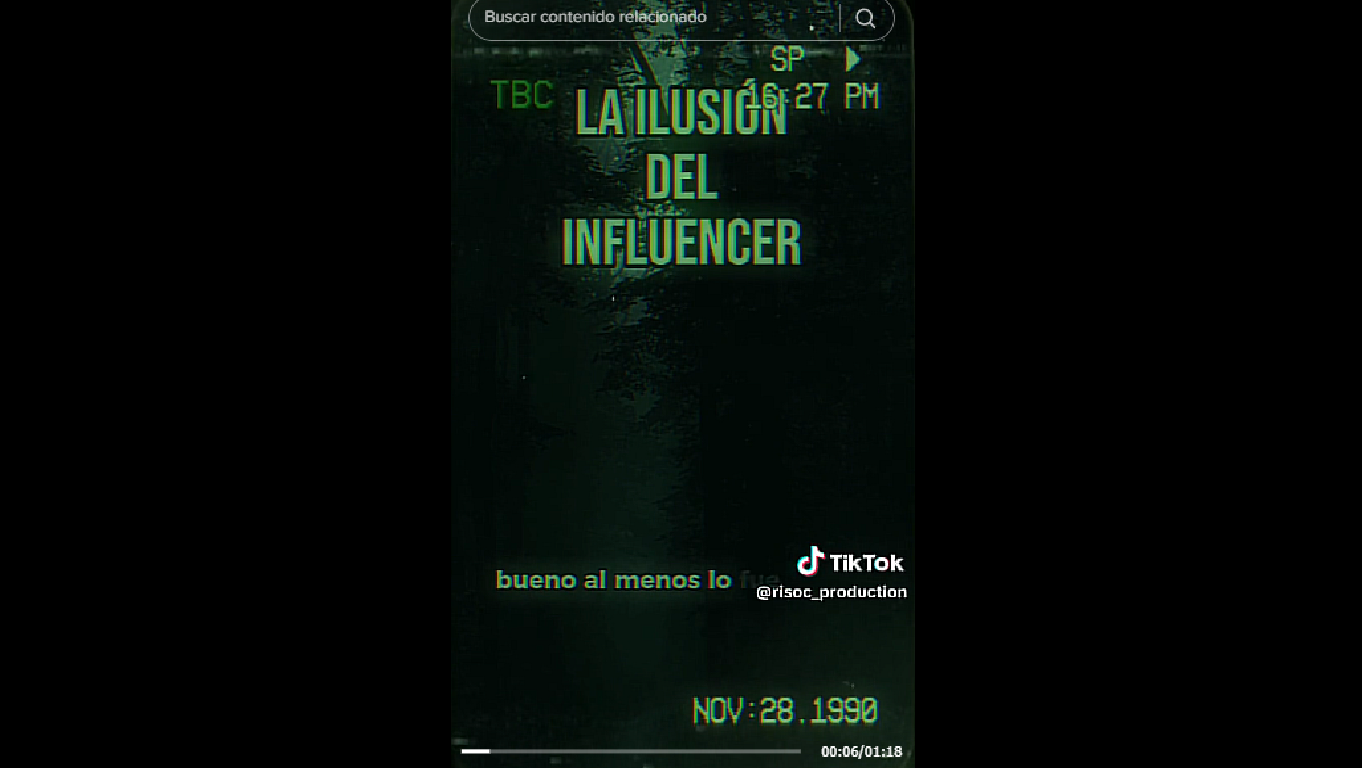 Buscar contenido relacionado
SP
TBC
16:27 PM
LA ILUSIÓN
DEL
INFLUENCER
bueno al menos lo fue
TikTok
@risoc_production
NOV:28.1990
00:06/01:18